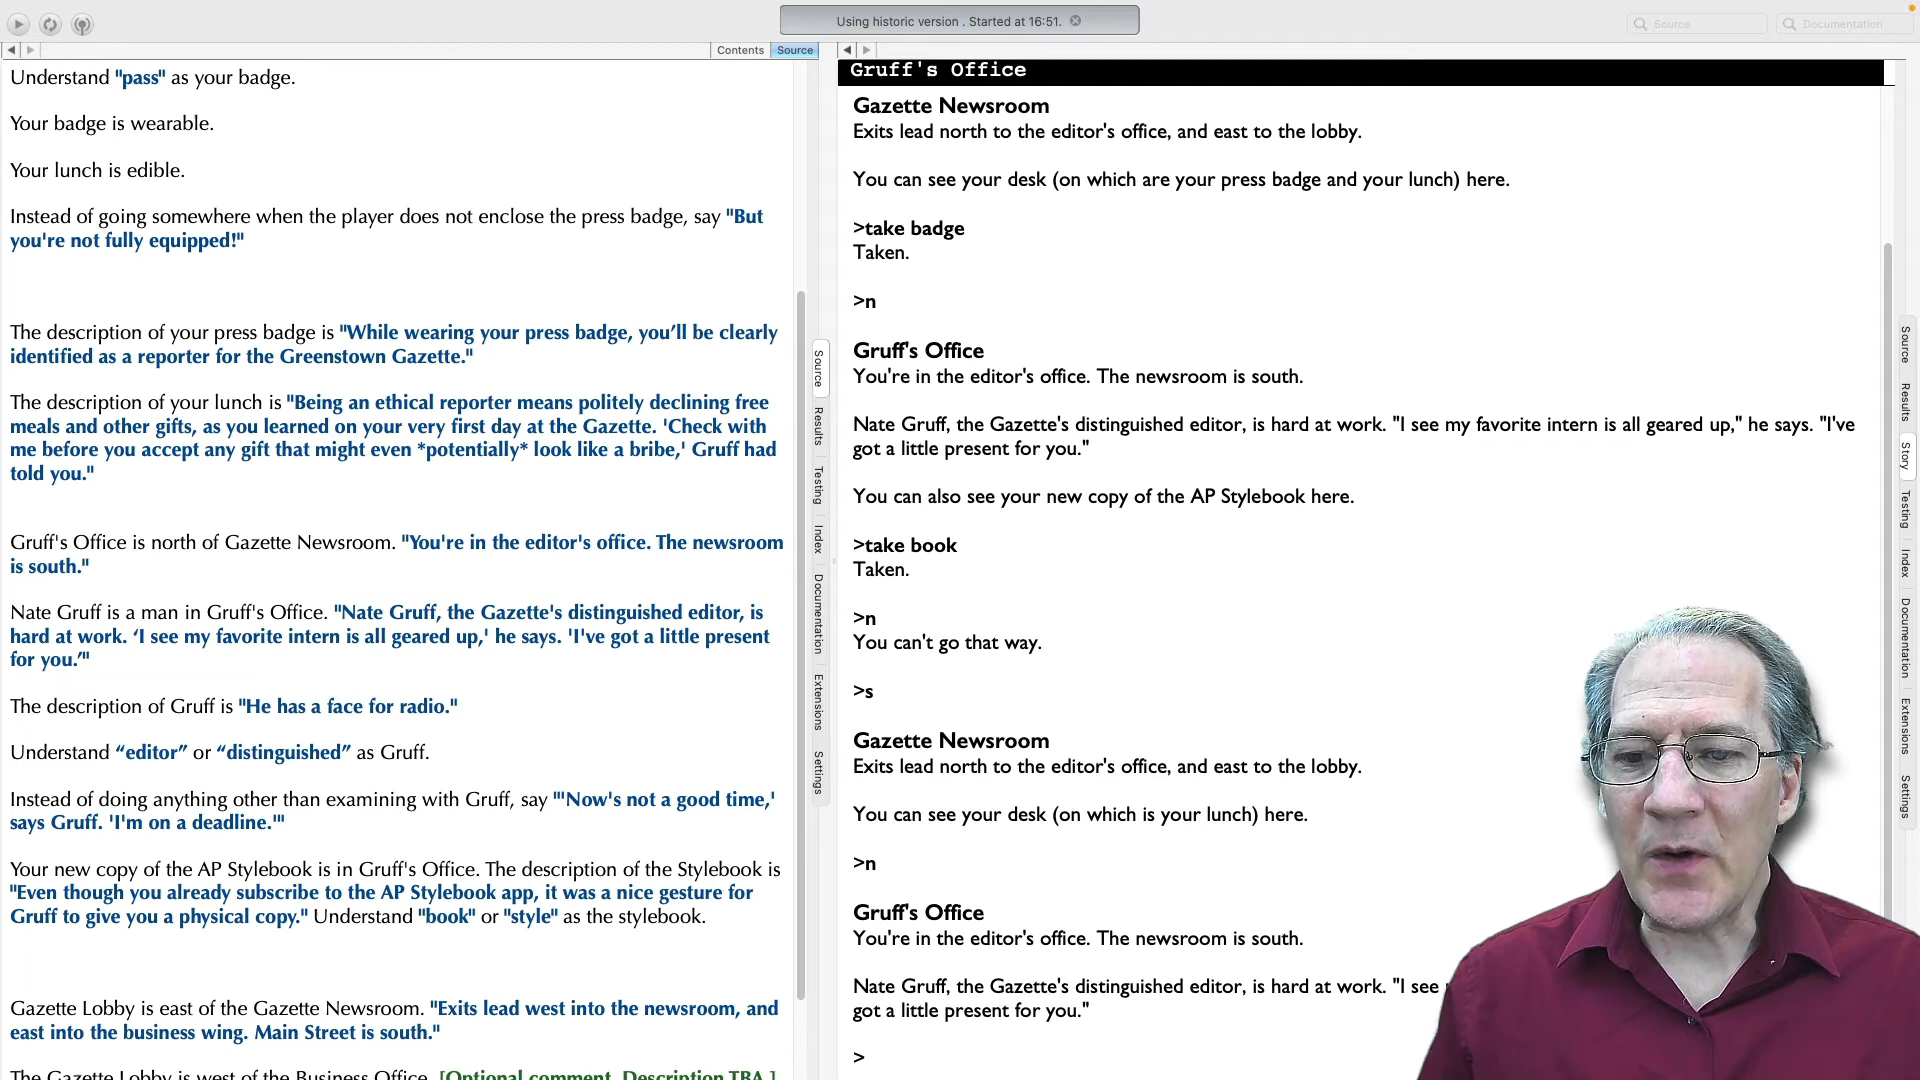 Using historic version . Started at 16:51.
Source
Documentation
Contents
Source
Understand "pass" as your badge.
Your badge is wearable.
Your lunch is edible.
Instead of going somewhere when the player does not enclose the press badge, say "But
you're not fully equipped!"
The description of your press badge is "While wearing your press badge, you’ll be clearly
identified as a reporter for the Greenstown Gazette."
The description of your lunch is "Being an ethical reporter means politely declining free
meals and other gifts, as you learned on your very first day at the Gazette. 'Check with
me before you accept any gift that might even *potentially* look like a bribe,' Gruff had
told you."
Gruff's Office is north of Gazette Newsroom. "You're in the editor's office. The newsroom
is south."
Nate Gruff is a man in Gruff's Office. "Nate Gruff, the Gazette's distinguished editor, is
hard at work. ‘I see my favorite intern is all geared up,' he says. 'I've got a little present
for you.’"
The description of Gruff is "He has a face for radio."
Understand “editor” or “distinguished” as Gruff.
Instead of doing anything other than examining with Gruff, say "'Now's not a good time,'
says Gruff. 'I'm on a deadline.'"
Your new copy of the AP Stylebook is in Gruff's Office. The description of the Stylebook is
"Even though you already subscribe to the AP Stylebook app, it was a nice gesture for
Gruff to give you a physical copy." Understand "book" or "style" as the stylebook.
Gazette Lobby is east of the Gazette Newsroom. "Exits lead west into the newsroom, and
east into the business wing. Main Street is south."
The Gazette Lobby is west of the Business Office. [Optional comment. Description TBA.]
Source
Results
Testing
Index
Documentation
Extensions
Settings
Gruff's Office
Gazette Newsroom
Exits lead north to the editor's office, and east to the lobby.
You can see your desk (on which are your press badge and your lunch) here.
>take badge
Taken.
>n
Gruff's Office
You're in the editor's office. The newsroom is south.
Nate Gruff, the Gazette's distinguished editor, is hard at work. "I see my favorite intern is all geared up," he says. "I've
got a little present for you."
You can also see your new copy of the AP Stylebook here.
>take book
Taken.
>n
You can't go that way.
>s
Gazette Newsroom
Exits lead north to the editor's office, and east to the lobby.
You can see your desk (on which is your lunch) here.
>n
Gruff's Office
You're in the editor's office. The newsroom is south.
Nate Gruff, the Gazette's distinguished editor, is hard at work. "I see
got a little present for you."
>
Source
Results
Story
Testing
Index
Documentation
Extensions
Settings